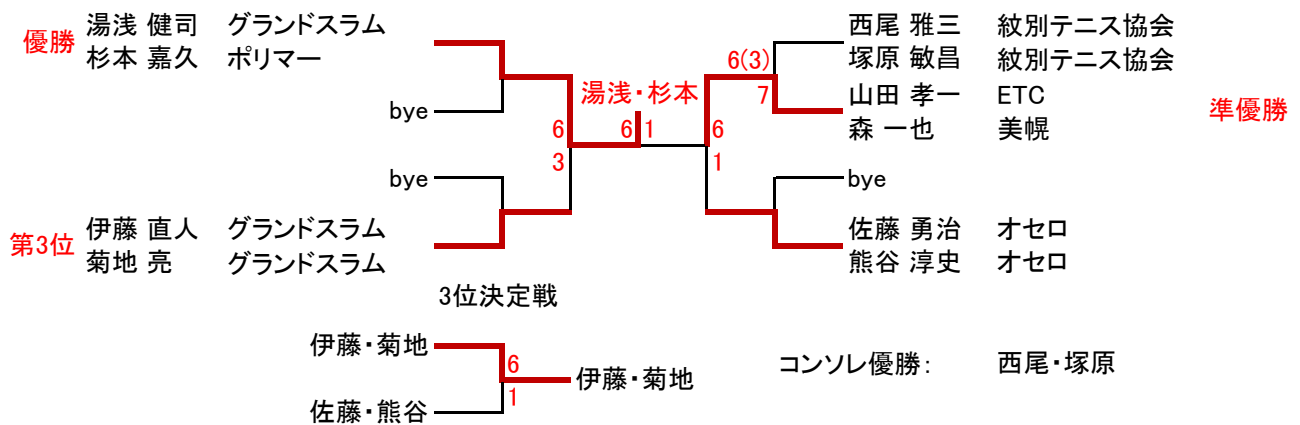 優勝
湯浅 健司 グランドスラム
杉本 嘉久 ポリマー
bye
bye
第3位
伊藤 直人 グランドスラム
菊地 亮 グランドスラム
6
3
湯浅・杉本
6 1
6(3)
7
6
1
西尾 雅三 紋別テニス協会
塚原 敏昌 紋別テニス協会
山田 孝一 ETC
森 一也 美幌
準優勝
bye
佐藤 勇治 オセロ
熊谷 淳史 オセロ
3位決定戦
伊藤・菊地
6
1
伊藤・菊地
佐藤・熊谷
コンソレ優勝: 西尾・塚原